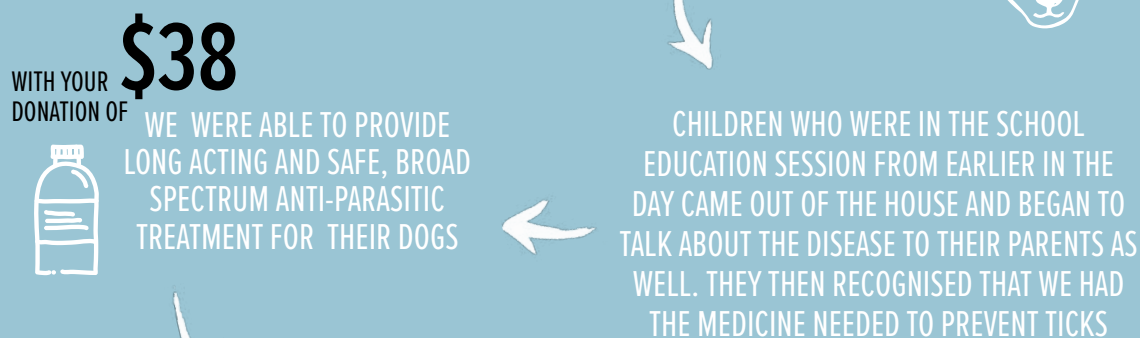 CHILDREN WHO WERE IN THE SCHOOL
EDUCATION SESSION FROM EARLIER IN THE
DAY CAME OUT OF THE HOUSE AND BEGAN TO
TALK ABOUT THE DISEASE TO THEIR PARENTS AS
WELL. THEY THEN RECOGNISED THAT WE HAD
THE MEDICINE NEEDED TO PREVENT TICKS
WITH YOUR $38
DONATION OF
WE WERE ABLE TO PROVIDE
LONG ACTING AND SAFE, BROAD
SPECTRUM ANTI-PARASITIC
TREATMENT FOR THEIR DOGS